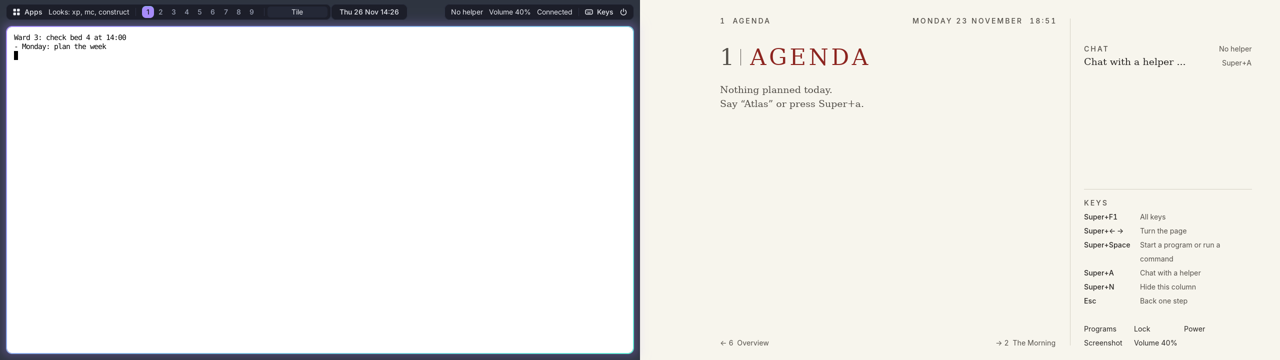 Apps Looks: xp, mc, construct 1 2 3 4 5 6 7 8 9 Tile Thu 26 Nov 14:26 No helper Volume 40% Connected Keys
Ward 3: check bed 4 at 14:00
- Monday: plan the week
1 AGENDA MONDAY 23 NOVEMBER 18:51
1 AGENDA
Nothing planned today.
Say “Atlas” or press Super+a.
← 6 Overview → 2 The Morning
CHAT No helper
Chat with a helper ... Super+A
KEYS
Super+F1 All keys
Super+← → Turn the page
Super+Space Start a program or run a
command
Super+A Chat with a helper
Super+N Hide this column
Esc Back one step
Programs Lock Power
Screenshot Volume 40%